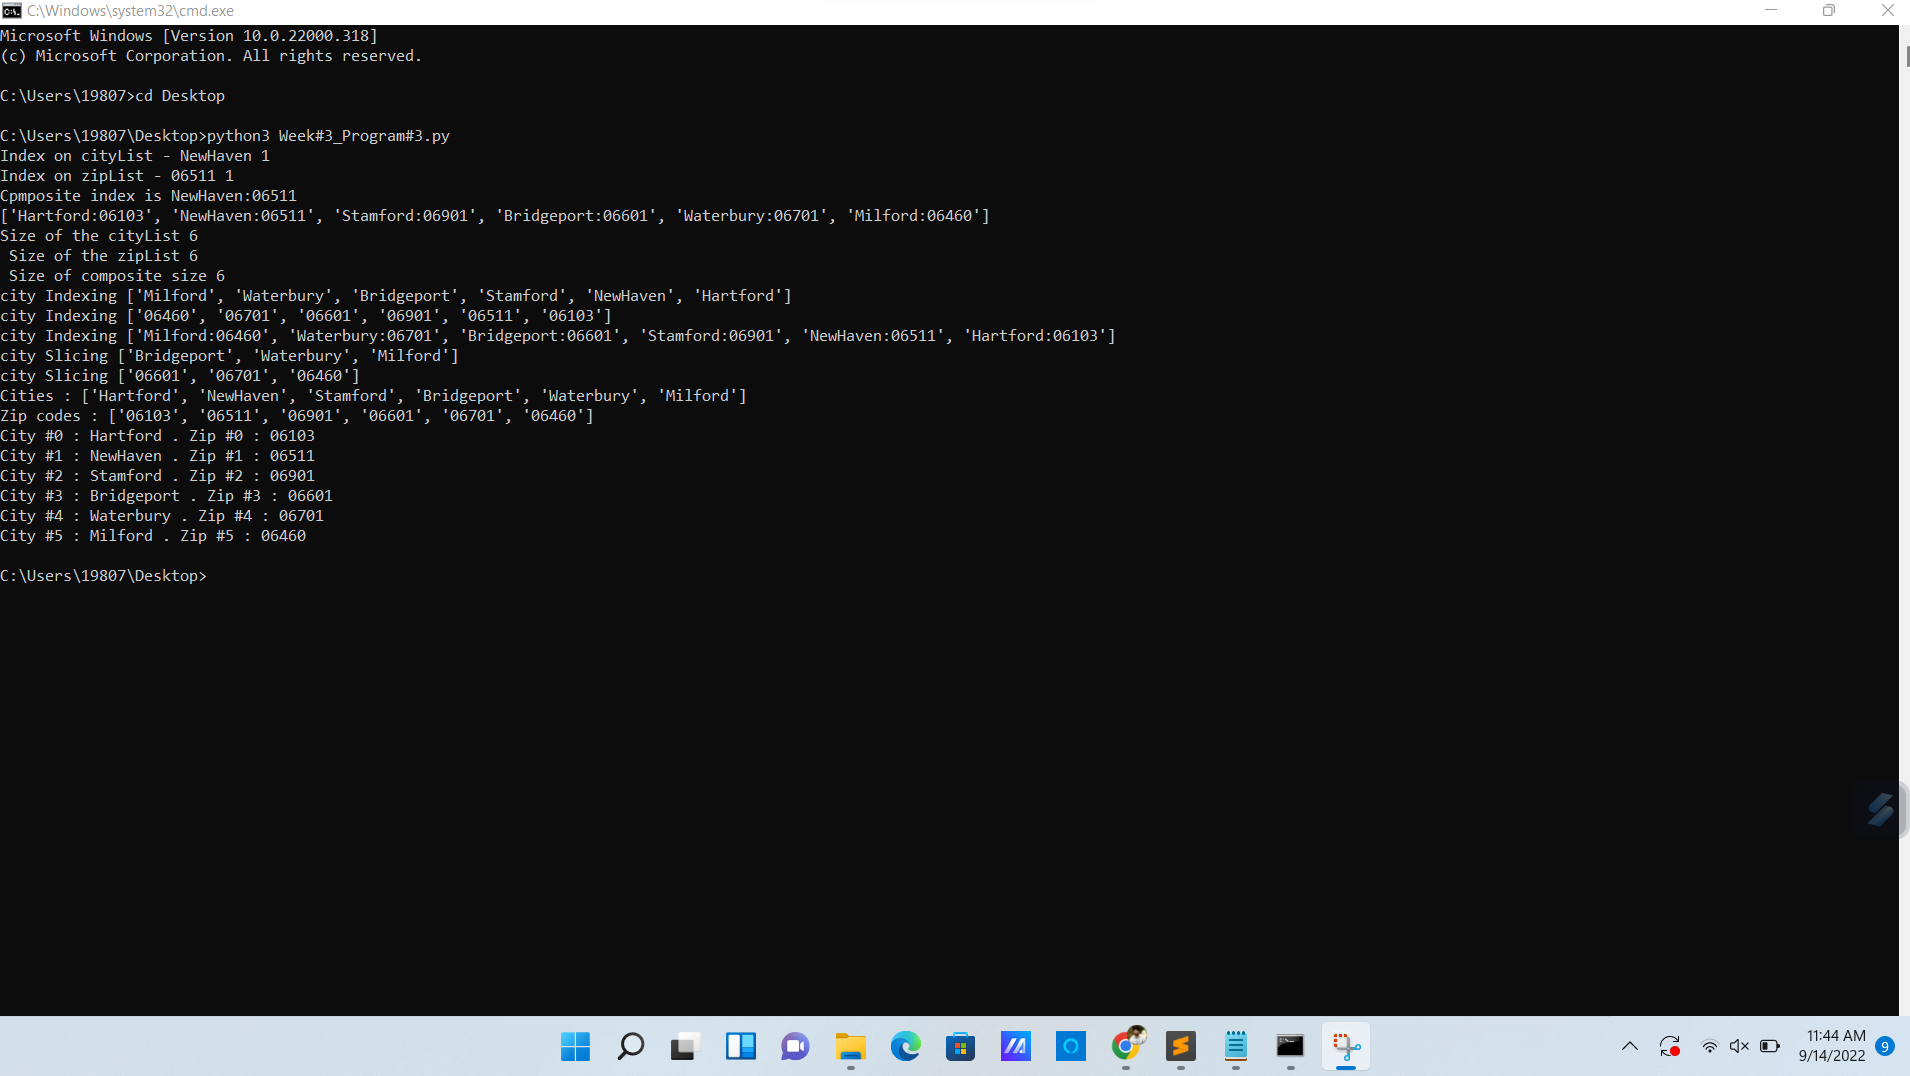 C:\Windows\system32\cmd.exe
Microsoft Windows [Version 10.0.22000.318]
(c) Microsoft Corporation. All rights reserved.
C:\Users\19807>cd Desktop
C:\Users\19807\Desktop>python3 Week#3_Program#3.py
Index on cityList - NewHaven 1
Index on zipList - 06511 1
Cpmposite index is NewHaven:06511
['Hartford:06103', 'NewHaven:06511', 'Stamford:06901', 'Bridgeport:06601', 'Waterbury:06701', 'Milford:06460']
Size of the cityList 6
 Size of the zipList 6
 Size of composite size 6
city Indexing ['Milford', 'Waterbury', 'Bridgeport', 'Stamford', 'NewHaven', 'Hartford']
city Indexing ['06460', '06701', '06601', '06901', '06511', '06103']
city Indexing ['Milford:06460', 'Waterbury:06701', 'Bridgeport:06601', 'Stamford:06901', 'NewHaven:06511', 'Hartford:06103']
city Slicing ['Bridgeport', 'Waterbury', 'Milford']
city Slicing ['06601', '06701', '06460']
Cities : ['Hartford', 'NewHaven', 'Stamford', 'Bridgeport', 'Waterbury', 'Milford']
Zip codes : ['06103', '06511', '06901', '06601', '06701', '06460']
City #0 : Hartford . Zip #0 : 06103
City #1 : NewHaven . Zip #1 : 06511
City #2 : Stamford . Zip #2 : 06901
City #3 : Bridgeport . Zip #3 : 06601
City #4 : Waterbury . Zip #4 : 06701
City #5 : Milford . Zip #5 : 06460
C:\Users\19807\Desktop>
11:44 AM
9/14/2022
9